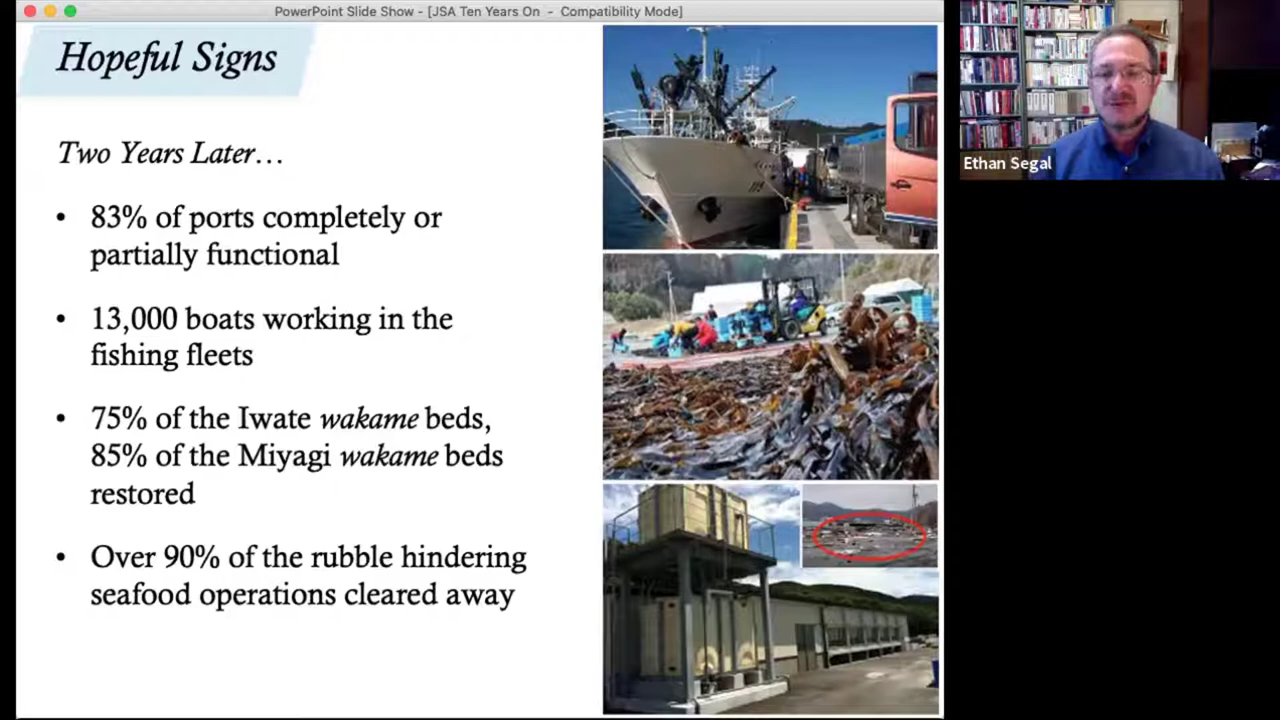 PowerPoint Slide Show - [JSA Ten Years On - Compatibility Mode]
Hopeful Signs
Two Years Later…
• 83% of ports completely or
partially functional
• 13,000 boats working in the
fishing fleets
• 75% of the Iwate wakame beds,
85% of the Miyagi wakame beds
restored
• Over 90% of the rubble hindering
seafood operations cleared away
Ethan Segal